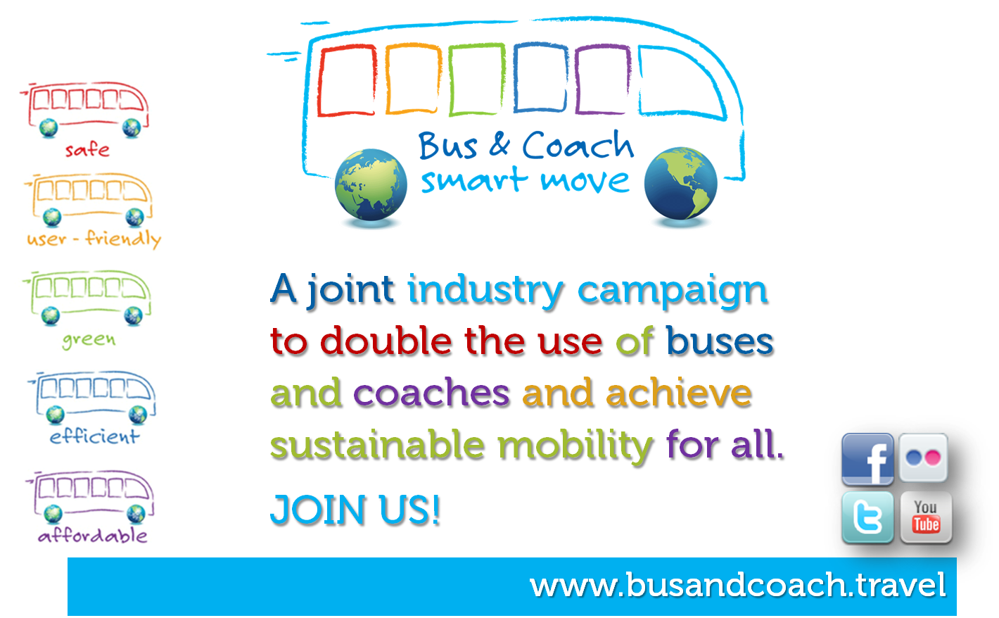 Bus & Coach
smart move
safe
user - friendly
green
efficient
affordable
A joint industry campaign
to double the use of buses
and coaches and achieve
sustainable mobility for all.
JOIN US!
f
t
You
Tube
www.busandcoach.travel